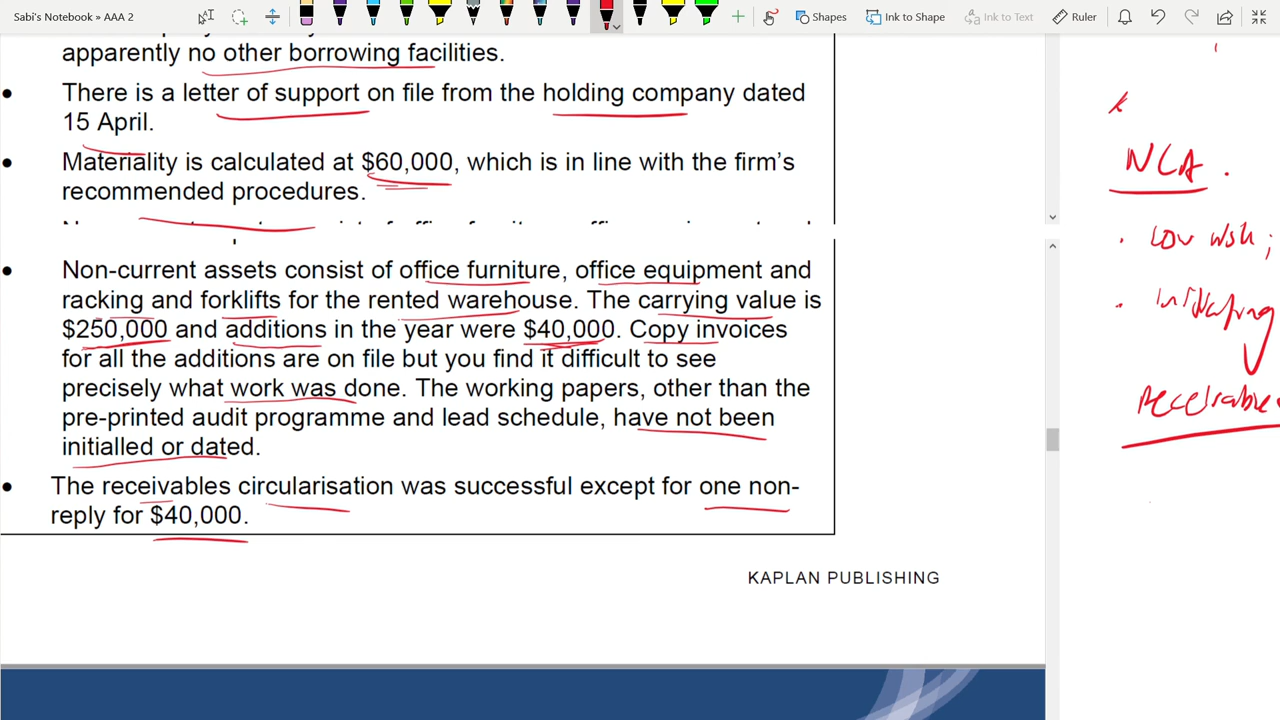 Sabi's Notebook » AAA 2
Shapes
Ink to Shape
Ink to Text
Ruler
apparently no other borrowing facilities.
• There is a letter of support on file from the holding company dated
15 April.
• Materiality is calculated at $60,000, which is in line with the firm's
recommended procedures.
• Non-current assets consist of office furniture, office equipment and
racking and forklifts for the rented warehouse. The carrying value is
$250,000 and additions in the year were $40,000. Copy invoices
for all the additions are on file but you find it difficult to see
precisely what work was done. The working papers, other than the
pre-printed audit programme and lead schedule, have not been
initialled or dated.
• The receivables circularisation was successful except for one non-
reply for $40,000.
KAPLAN PUBLISHING
NCA.
• Low